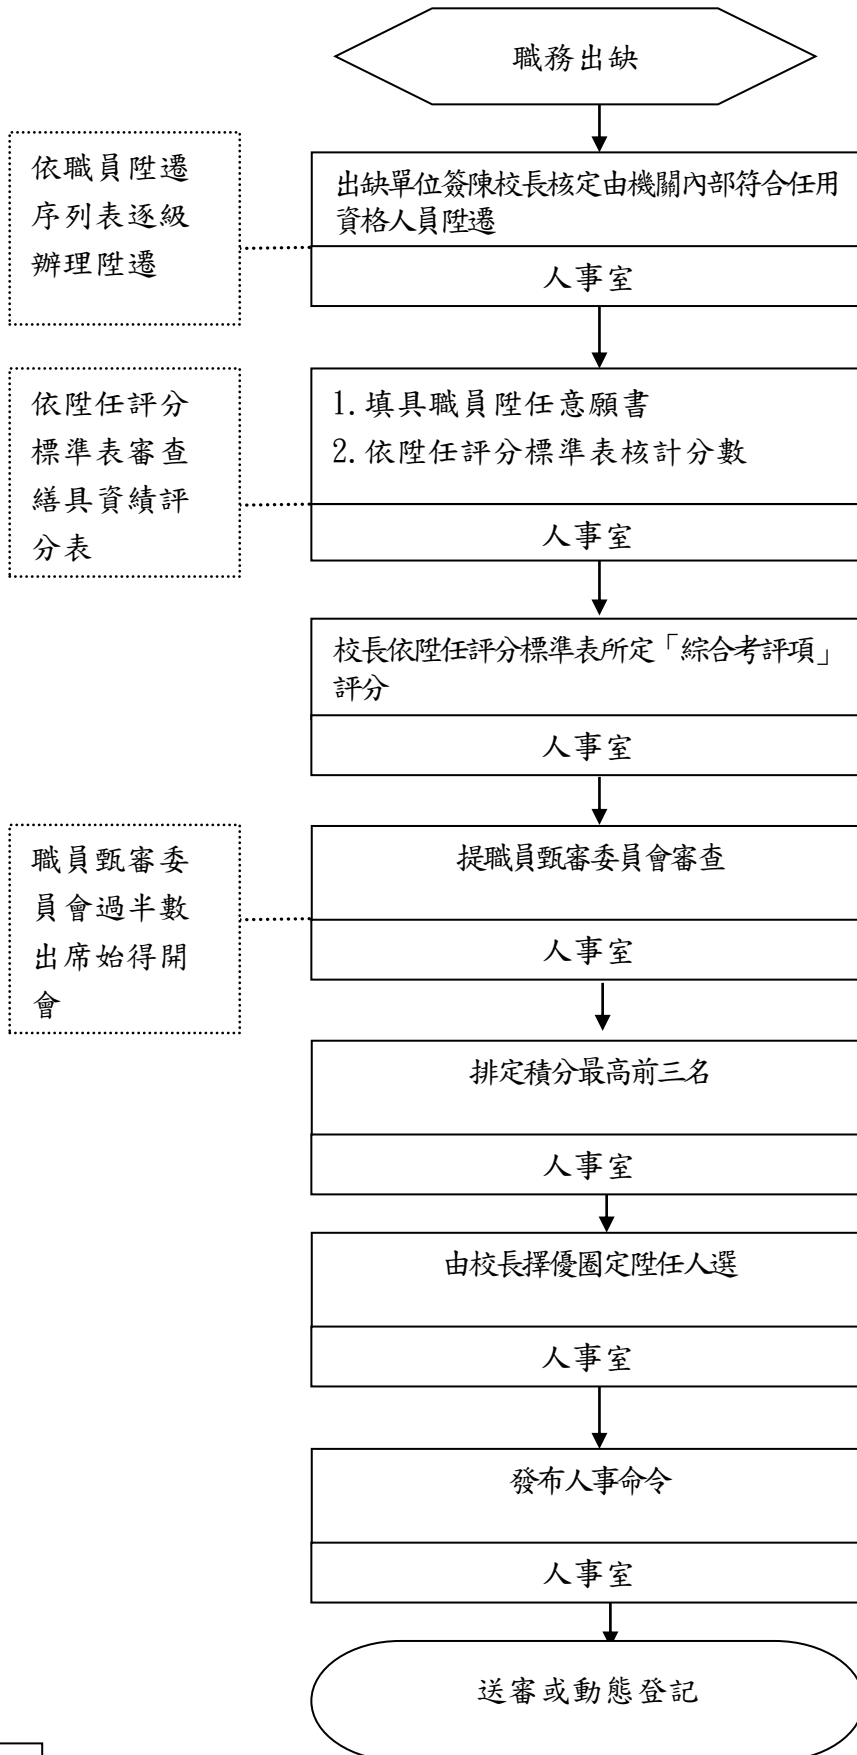 職務出缺
依職員陞遷
序列表逐級
辦理陞遷
出缺單位簽陳校長核定由機關內部符合任用
資格人員陞遷
人事室
依陞任評分
標準表審查
繕具資績評
分表
1.填具職員陞任意願書
2.依陞任評分標準表核計分數
人事室
校長依陞任評分標準表所定「綜合考評項」
評分
人事室
職員甄審委
員會過半數
出席始得開
會
提職員甄審委員會審查
人事室
排定積分最高前三名
人事室
由校長擇優圈定陞任人選
人事室
發布人事命令
人事室
送審或動態登記